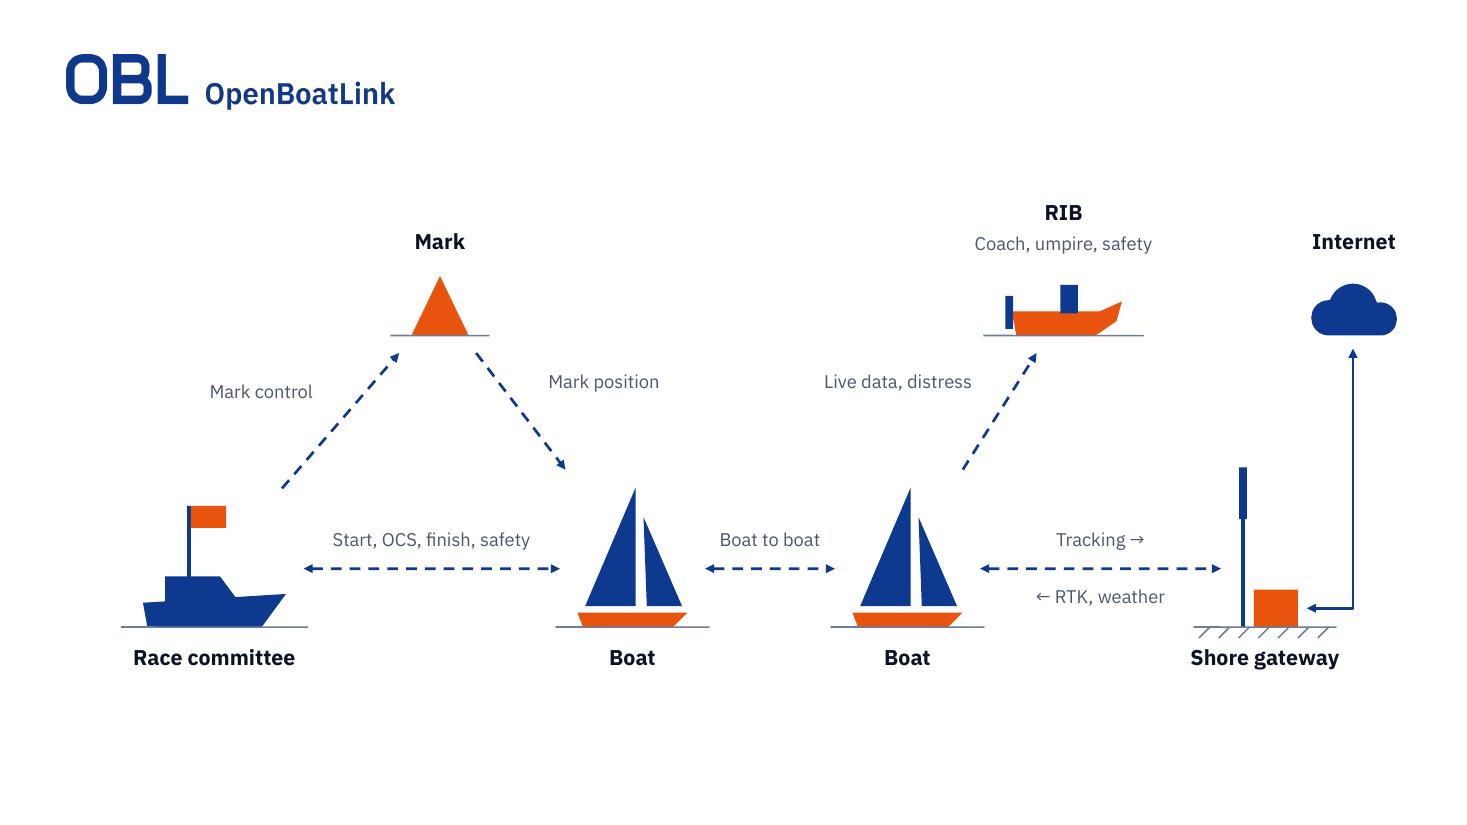 OBL OpenBoatLink
RIB
Mark
Coach, umpire, safety
Internet
Mark control
Mark position
Live data, distress
Start, OCS, finish, safety
Boat to boat
Tracking →
← RTK, weather
Race committee
Boat
Boat
Shore gateway